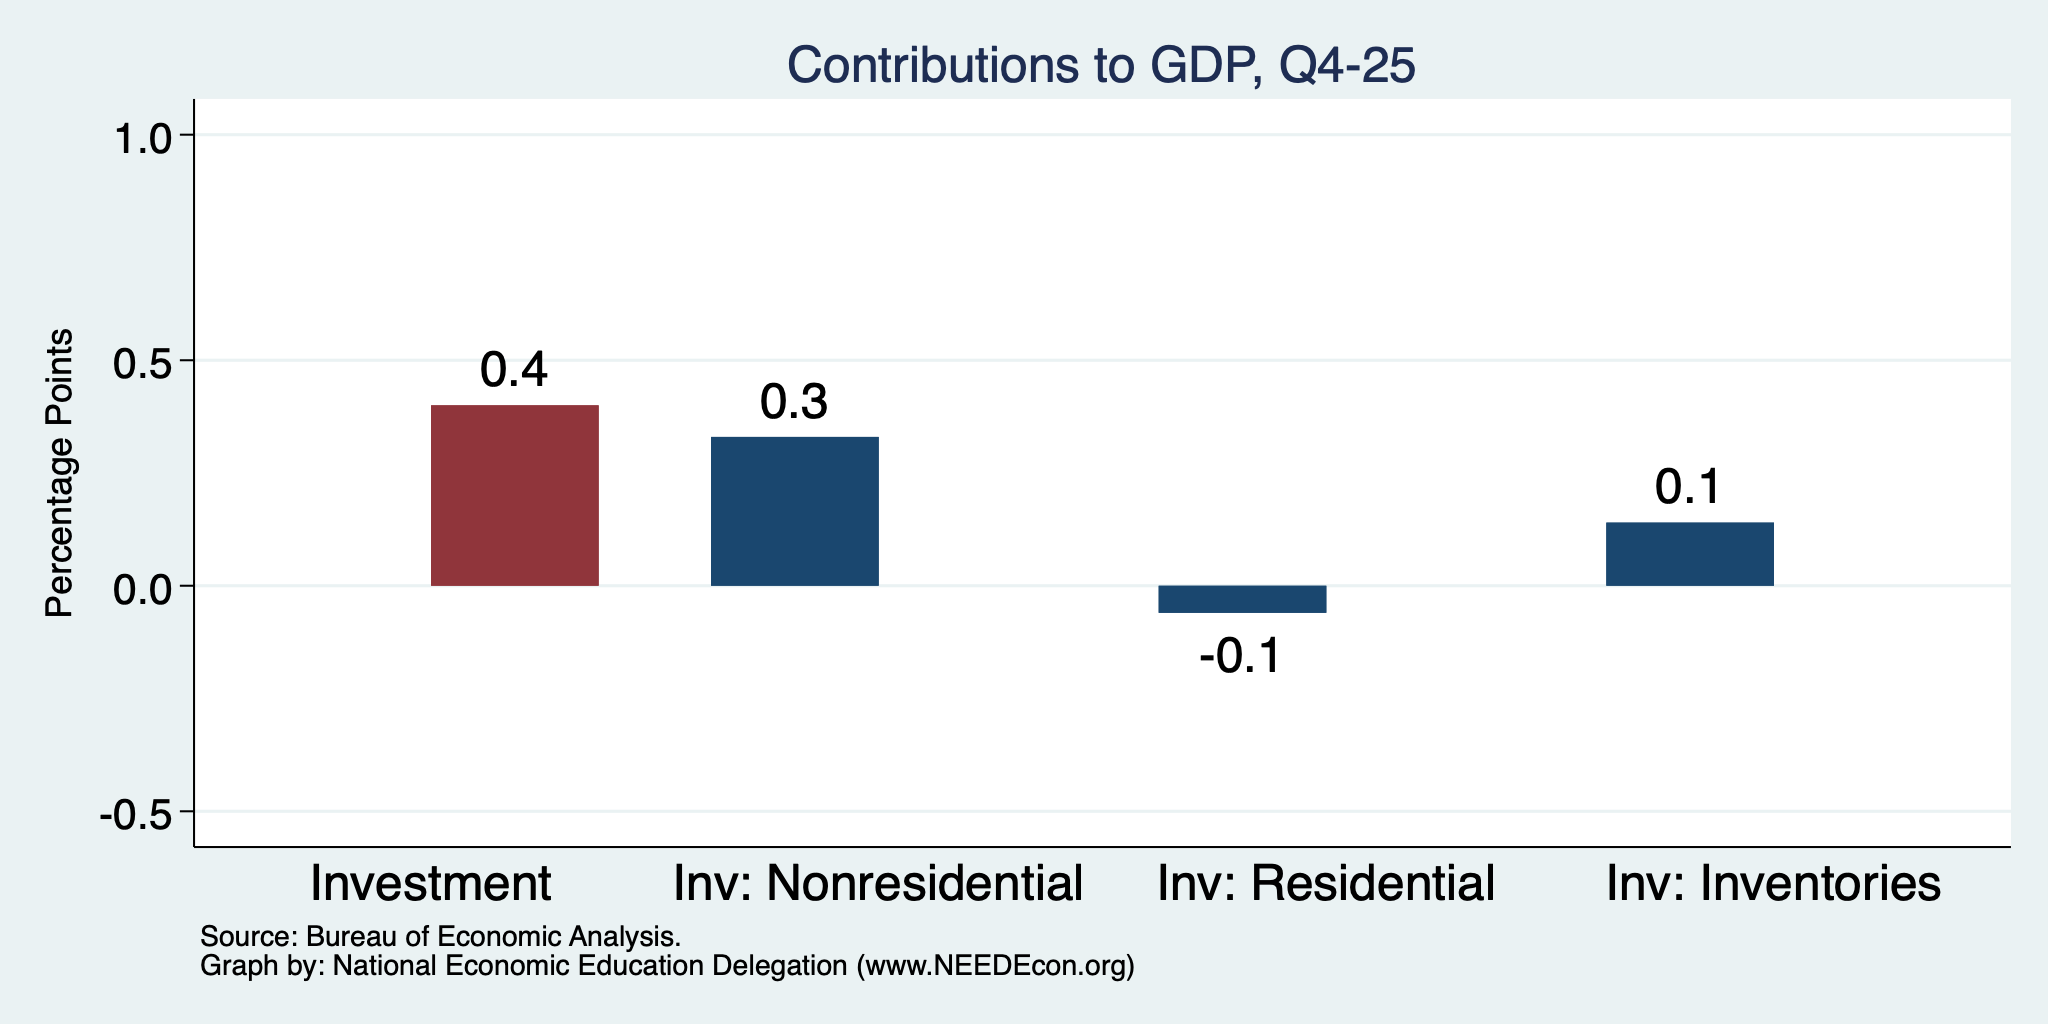 Contributions to GDP, Q4-25
Percentage Points
1.0
0.5
0.0
-0.5
0.4
0.3
-0.1
0.1
Investment
Inv: Nonresidential
Inv: Residential
Inv: Inventories
Source: Bureau of Economic Analysis.
Graph by: National Economic Education Delegation (www.NEEDEcon.org)